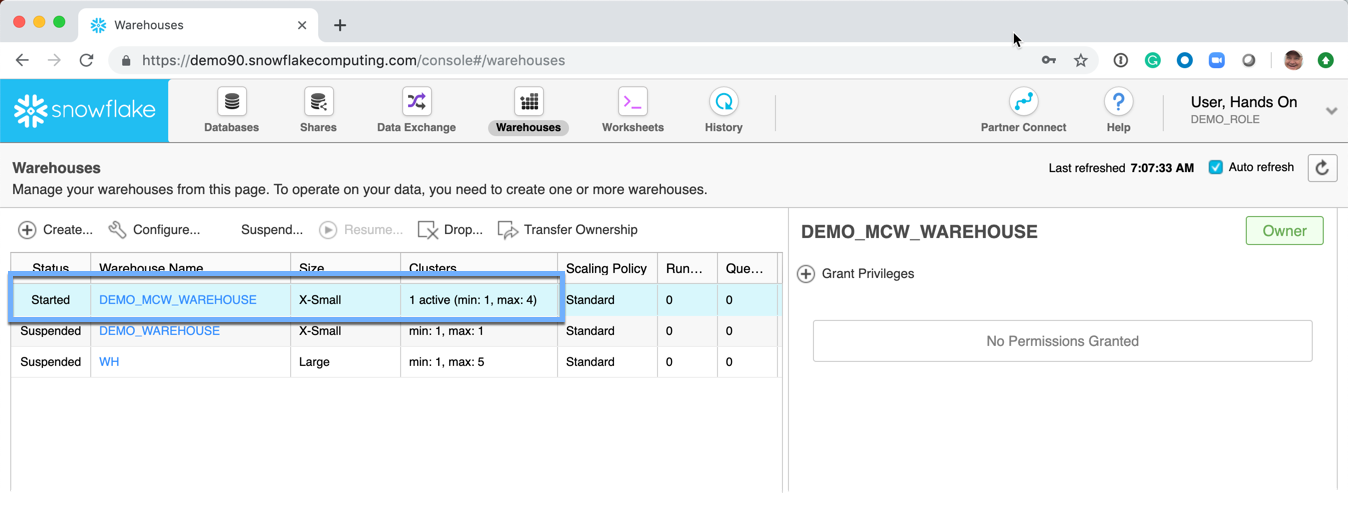 Warehouses
https://demo90.snowflakecomputing.com/console#/warehouses
snowflake
Databases Shares Data Exchange Warehouses Worksheets History Partner Connect Help
User, Hands On
DEMO_ROLE
Warehouses
Last refreshed 7:07:33 AM Auto refresh
Manage your warehouses from this page. To operate on your data, you need to create one or more warehouses.
Create... Configure... Suspend... Resume... Drop... Transfer Ownership
Status Warehouse Name Size Clusters Scaling Policy Run... Que...
Started DEMO_MCW_WAREHOUSE X-Small 1 active (min: 1, max: 4) Standard 0 0
Suspended DEMO_WAREHOUSE X-Small min: 1, max: 1 Standard 0 0
Suspended WH Large min: 1, max: 5 Standard 0 0
DEMO_MCW_WAREHOUSE Owner
Grant Privileges
No Permissions Granted